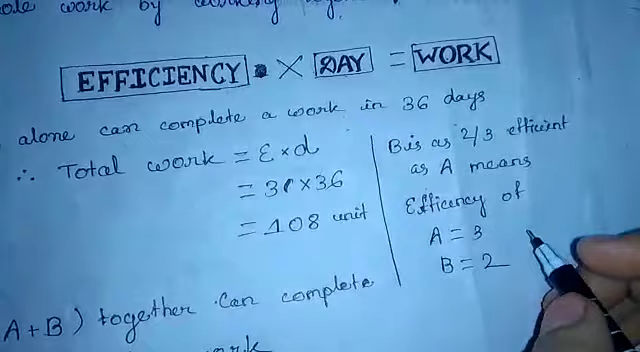 work by
EFFICIENCY × DAY = WORK
alone can complete a work in 36 days
∴ Total work = E × d
= 3 × 36
= 108 unit
B is as 2/3 efficient
as A means
Efficency of
A = 3
B = 2
A + B ) together can complete